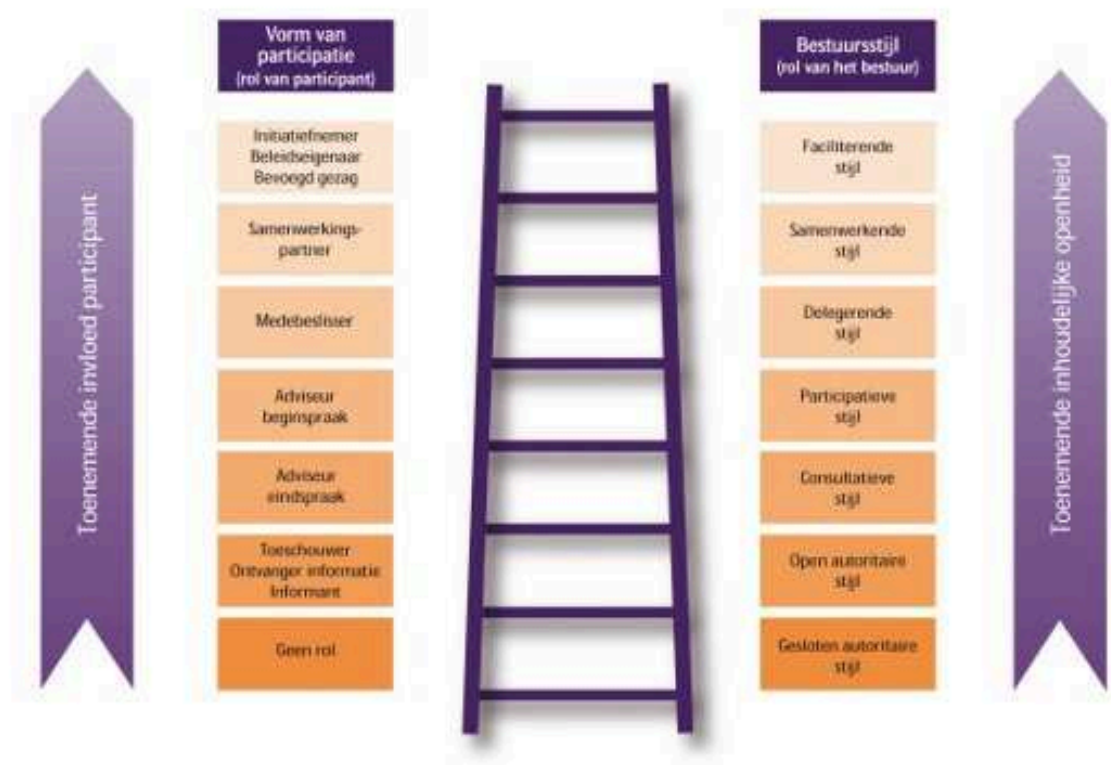 Toenemende invloed participant
Vorm van
participatie
(rol van participant)
Initiatiefnemer
Beleidseigenaar
Bevoegd gezag
Samenwerkings-
partner
Medebeslisser
Adviseur
beginspraak
Adviseur
eindspraak
Toeschouwer
Ontvanger informatie
Informant
Geen rol
Bestuursstijl
(rol van het bestuur)
Faciliterende
stijl
Samenwerkende
stijl
Delegerende
stijl
Participatieve
stijl
Consultatieve
stijl
Open autoritaire
stijl
Gesloten autoritaire
stijl
Toenemende inhoudelijke openheid